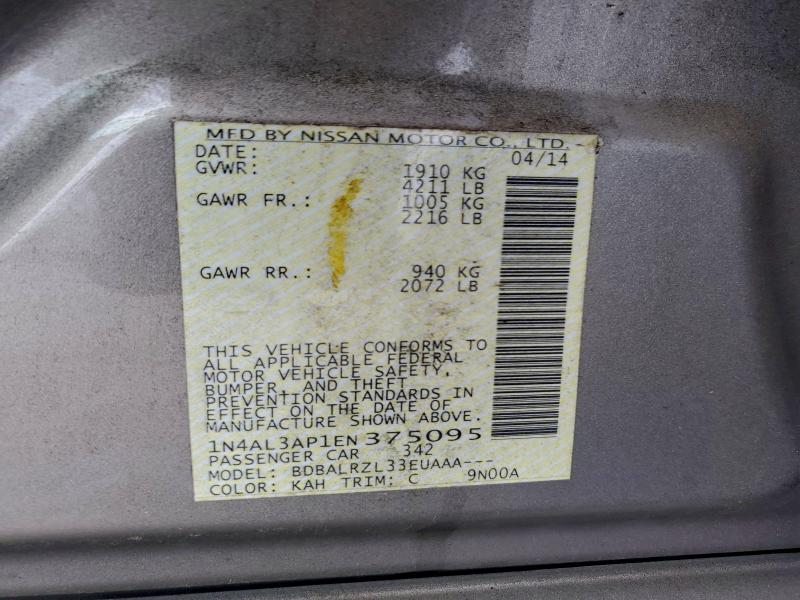 MFD BY NISSAN MOTOR CO., LTD.
DATE: 04/14
GVWR: 1910 KG
4211 LB
GAWR FR.: 1005 KG
2216 LB
GAWR RR.: 940 KG
2072 LB
THIS VEHICLE CONFORMS TO
ALL APPLICABLE FEDERAL
MOTOR VEHICLE SAFETY,
BUMPER, AND THEFT
PREVENTION STANDARDS IN
EFFECT ON THE DATE OF
MANUFACTURE SHOWN ABOVE.
1N4AL3AP1EN 375095
PASSENGER CAR 342
MODEL: BDBALRZL33EUAAA---
COLOR: KAH TRIM: C 9N00A